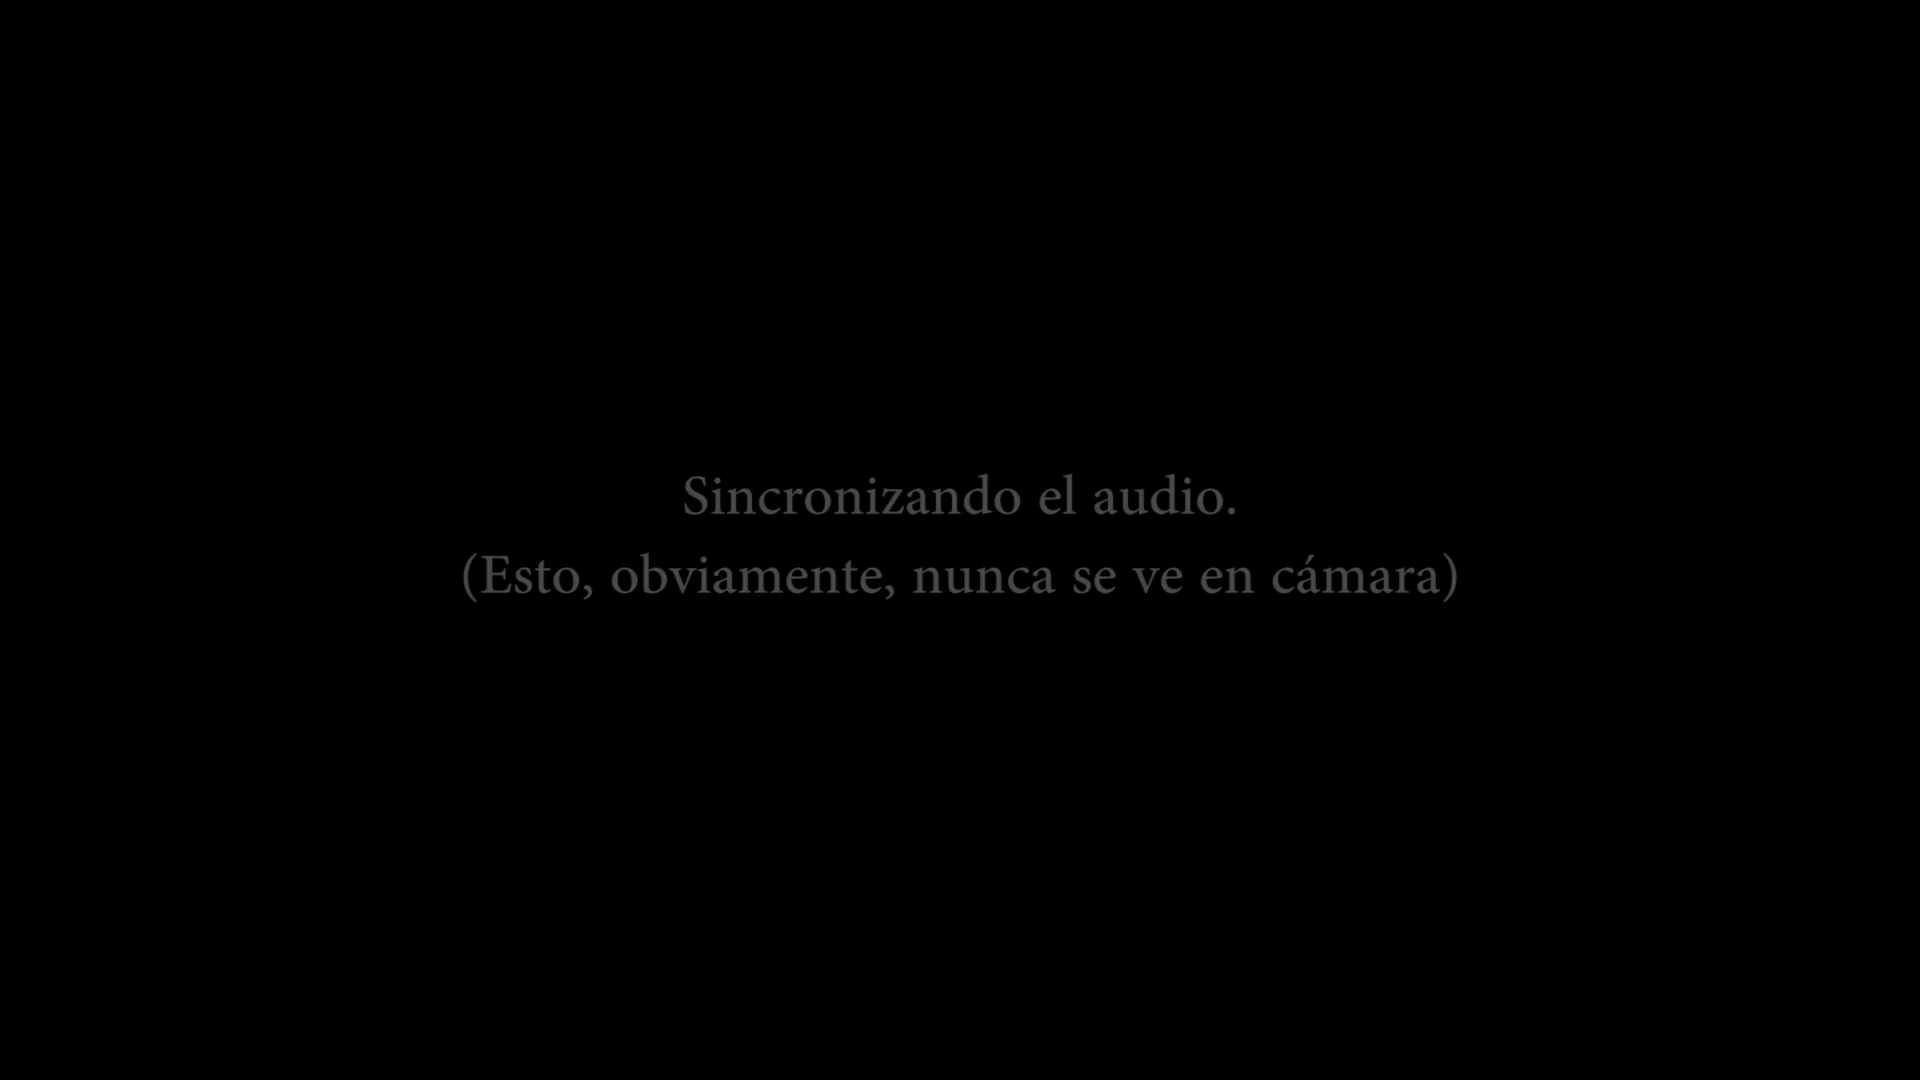 Sincronizando el audio.
(Esto, obviamente, nunca se ve en cámara)